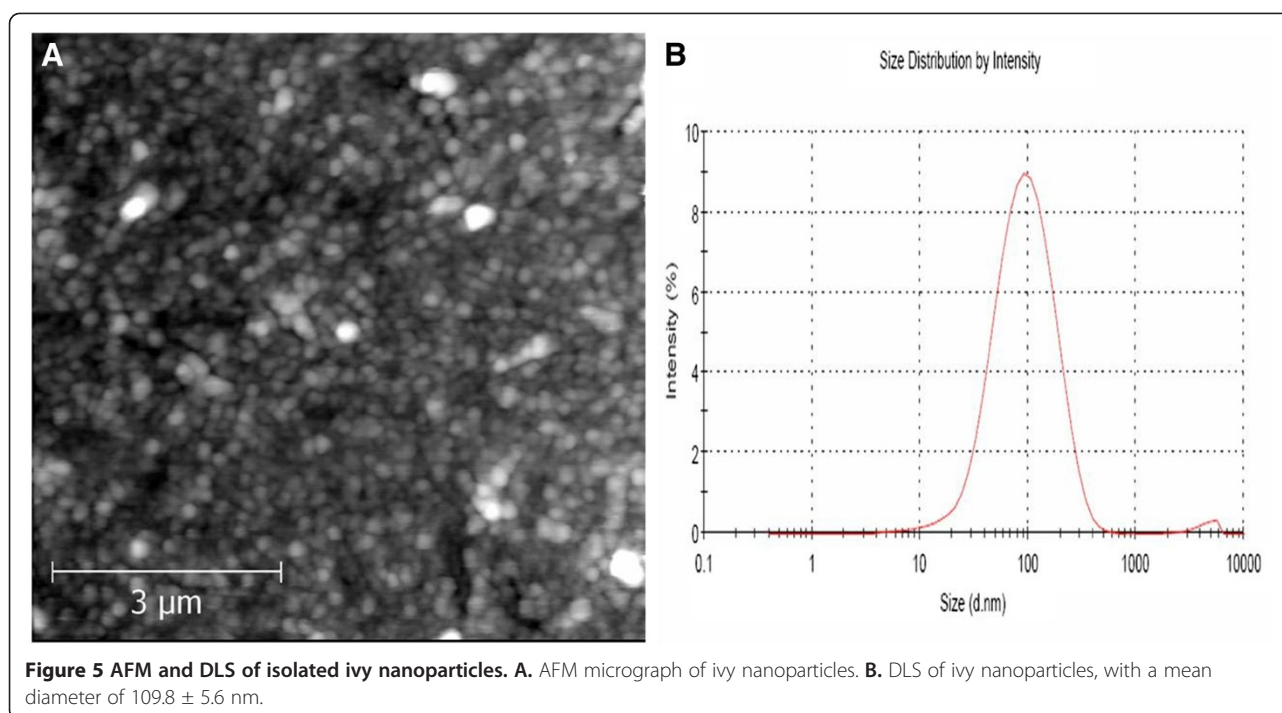 A
3 µm
B
Size Distribution by Intensity
Intensity (%)
10
8
6
4
2
0
0.1 1 10 100 1000 10000
Size (d.nm)
Figure 5 AFM and DLS of isolated ivy nanoparticles. A. AFM micrograph of ivy nanoparticles. B. DLS of ivy nanoparticles, with a mean
diameter of 109.8 ± 5.6 nm.